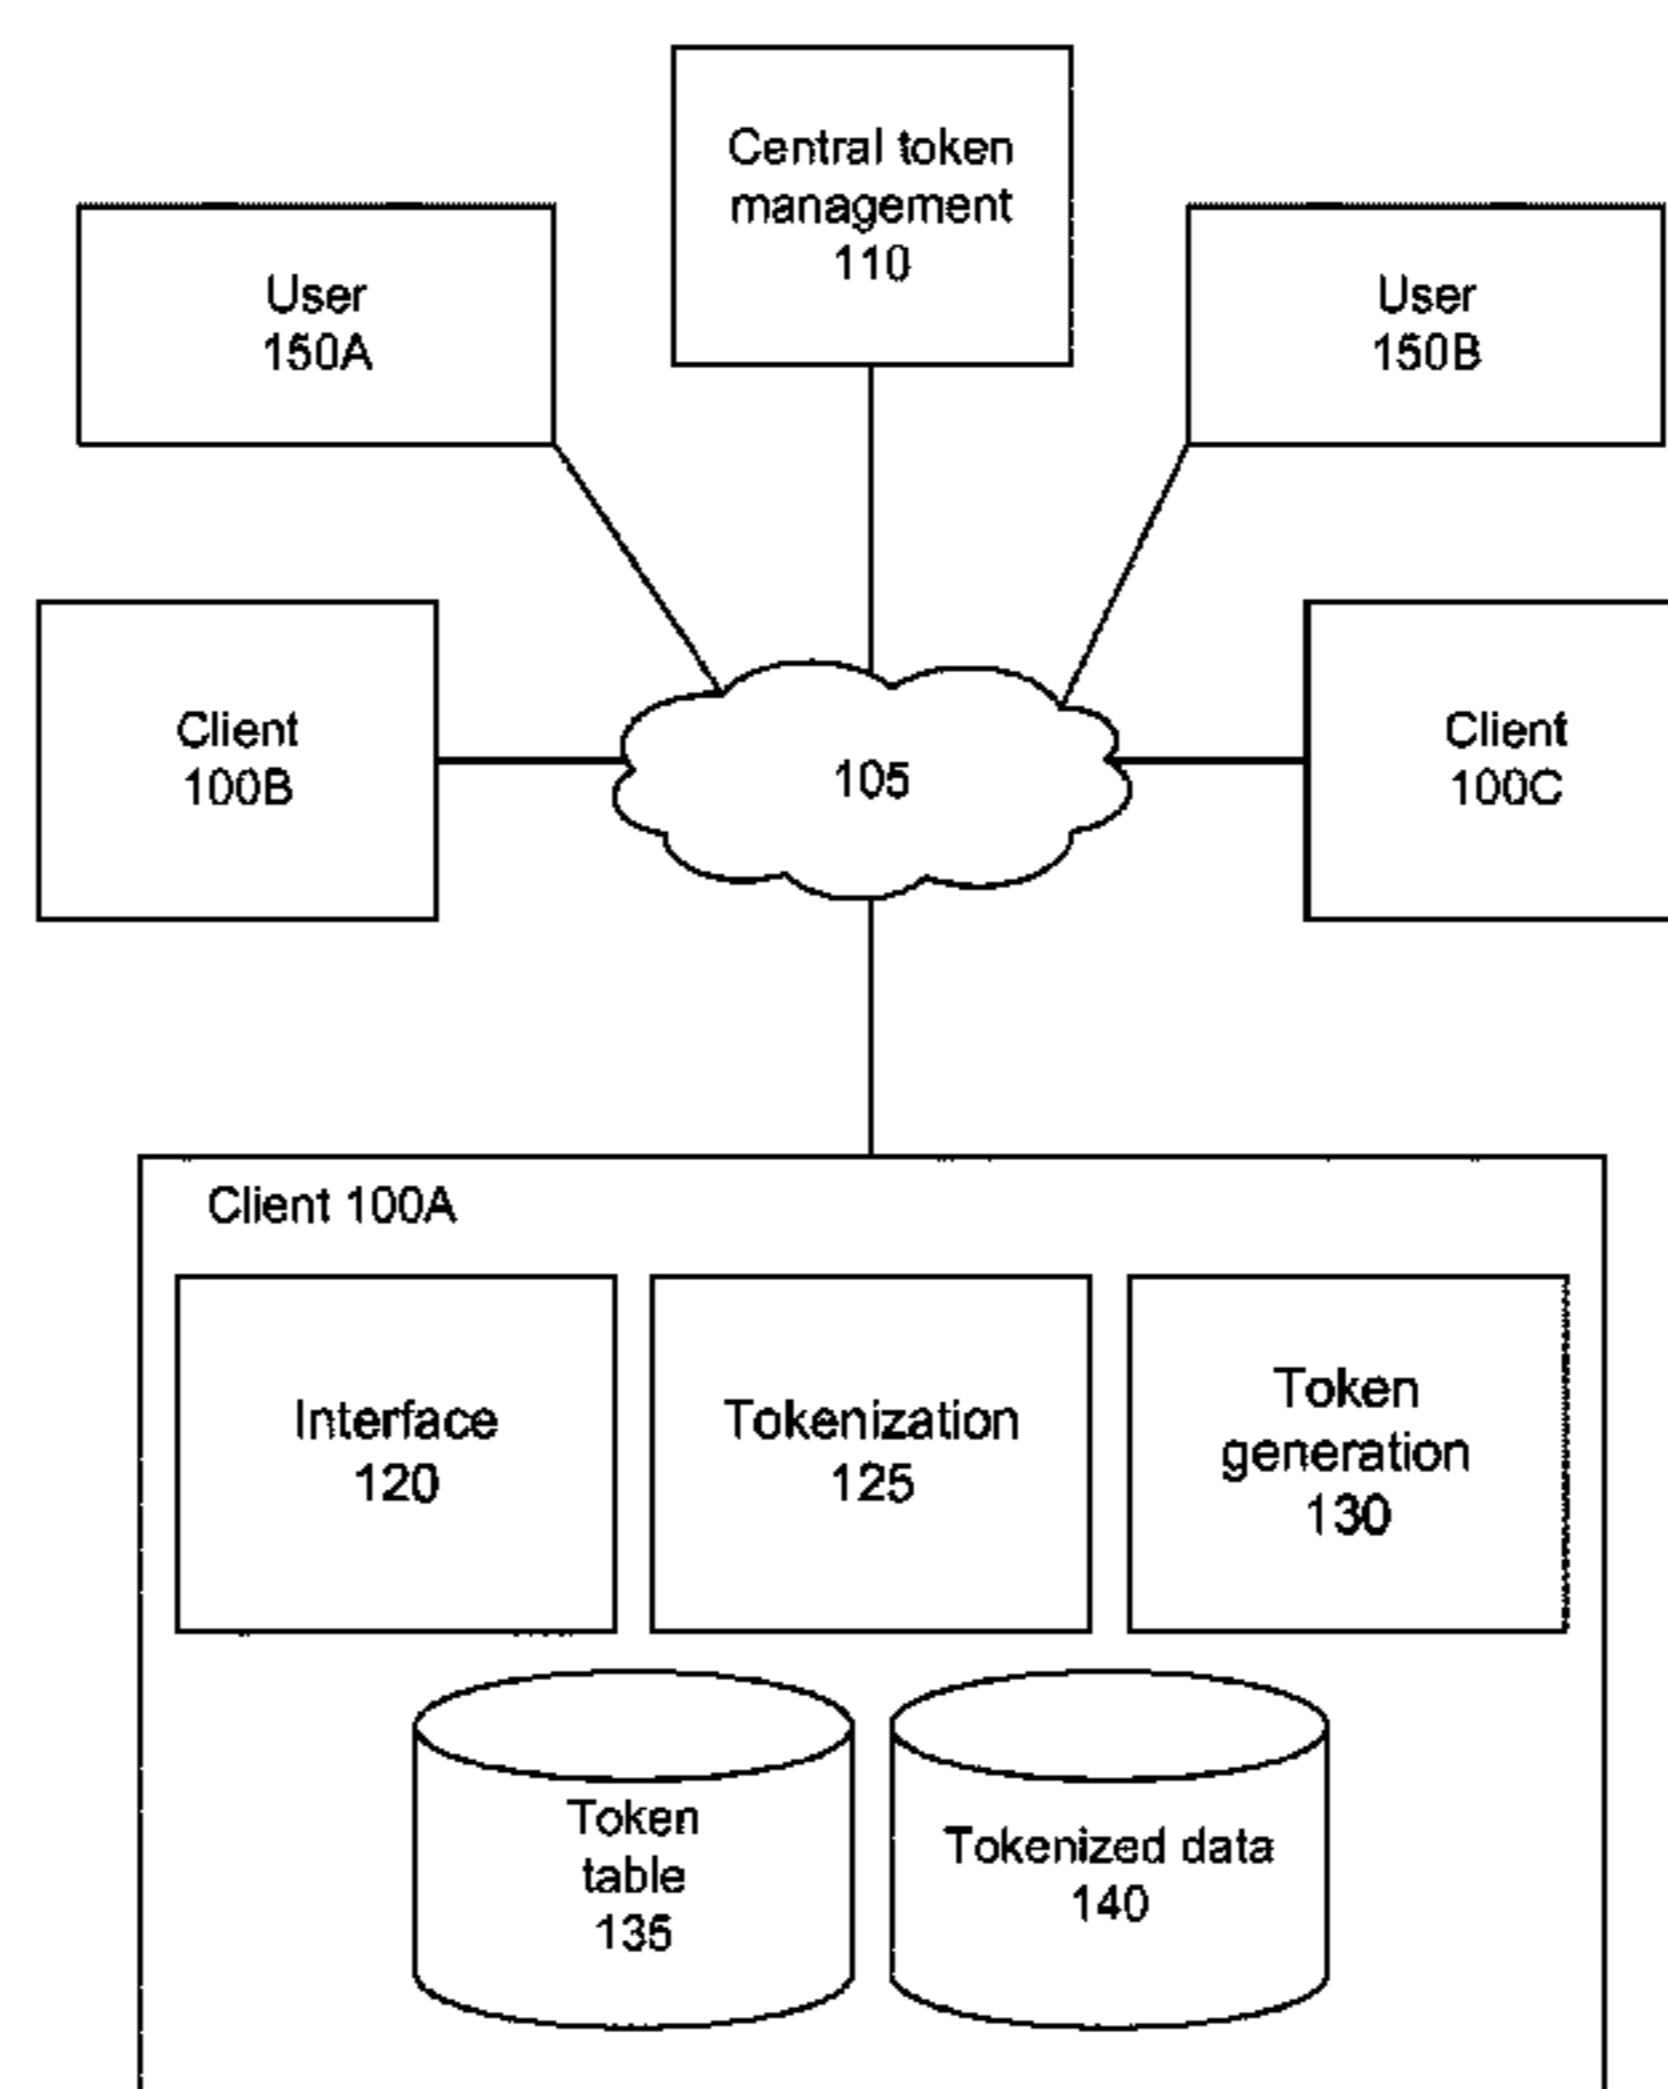 Central token
management
110
User
150A
User
150B
Client
100B
105
Client
100C
Client 100A
Interface
120
Tokenization
125
Token
generation
130
Token
table
135
Tokenized data
140